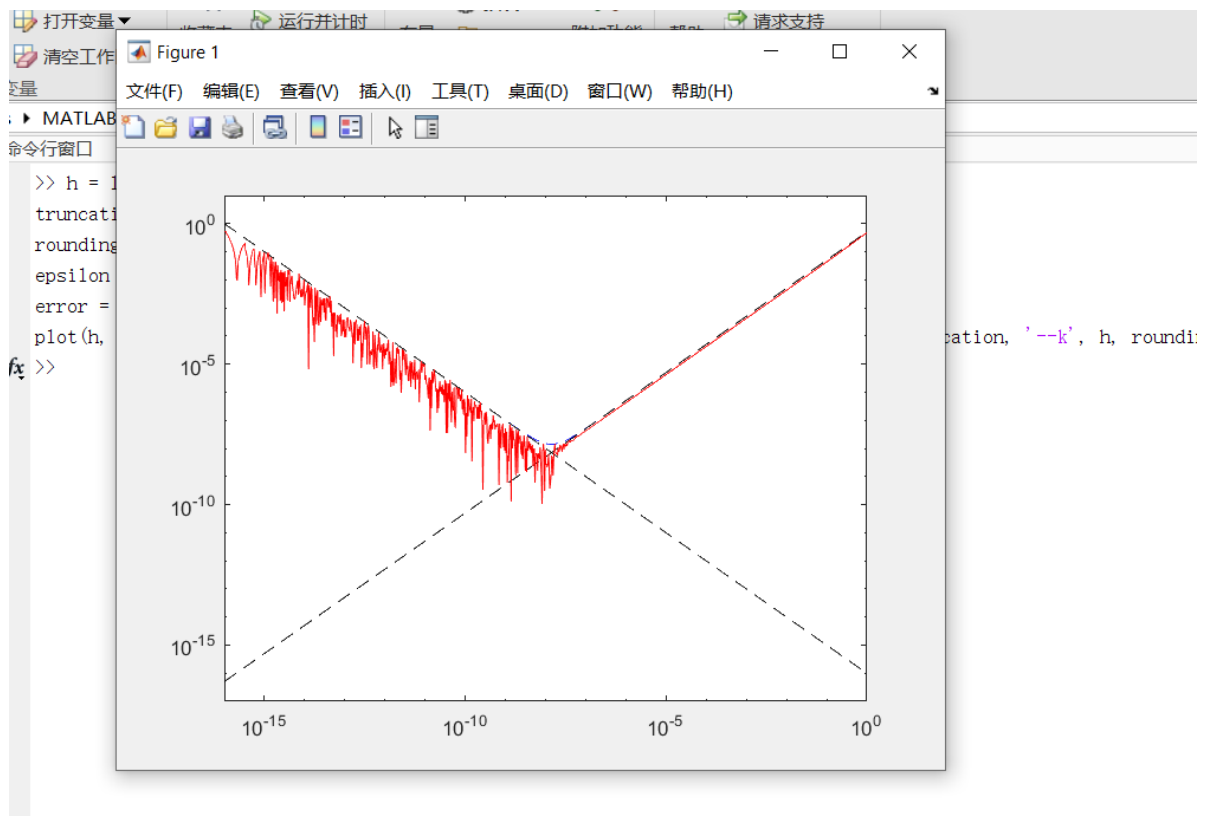 打开变量 运行并计时 请求支持
清空工作
变量
Figure 1
文件(F) 编辑(E) 查看(V) 插入(I) 工具(T) 桌面(D) 窗口(W) 帮助(H)
MATLAB
命令行窗口
>> h = 1
truncati
rounding
epsilon
error =
plot(h, cation, '--k', h, roundi
fx >>
10^0
10^-5
10^-10
10^-15
10^-15 10^-10 10^-5 10^0